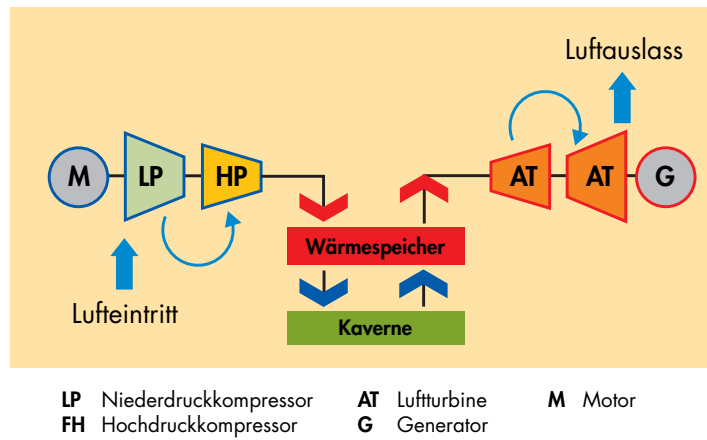 Luftauslass
M
LP
HP
AT
AT
G
Wärmespeicher
Lufteintritt
Kaverne
LP Niederdruckkompressor AT Luftturbine M Motor
FH Hochdruckkompressor G Generator